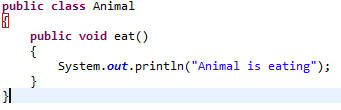 public class Animal
{
    public void eat()
    {
        System.out.println("Animal is eating");
    }
}